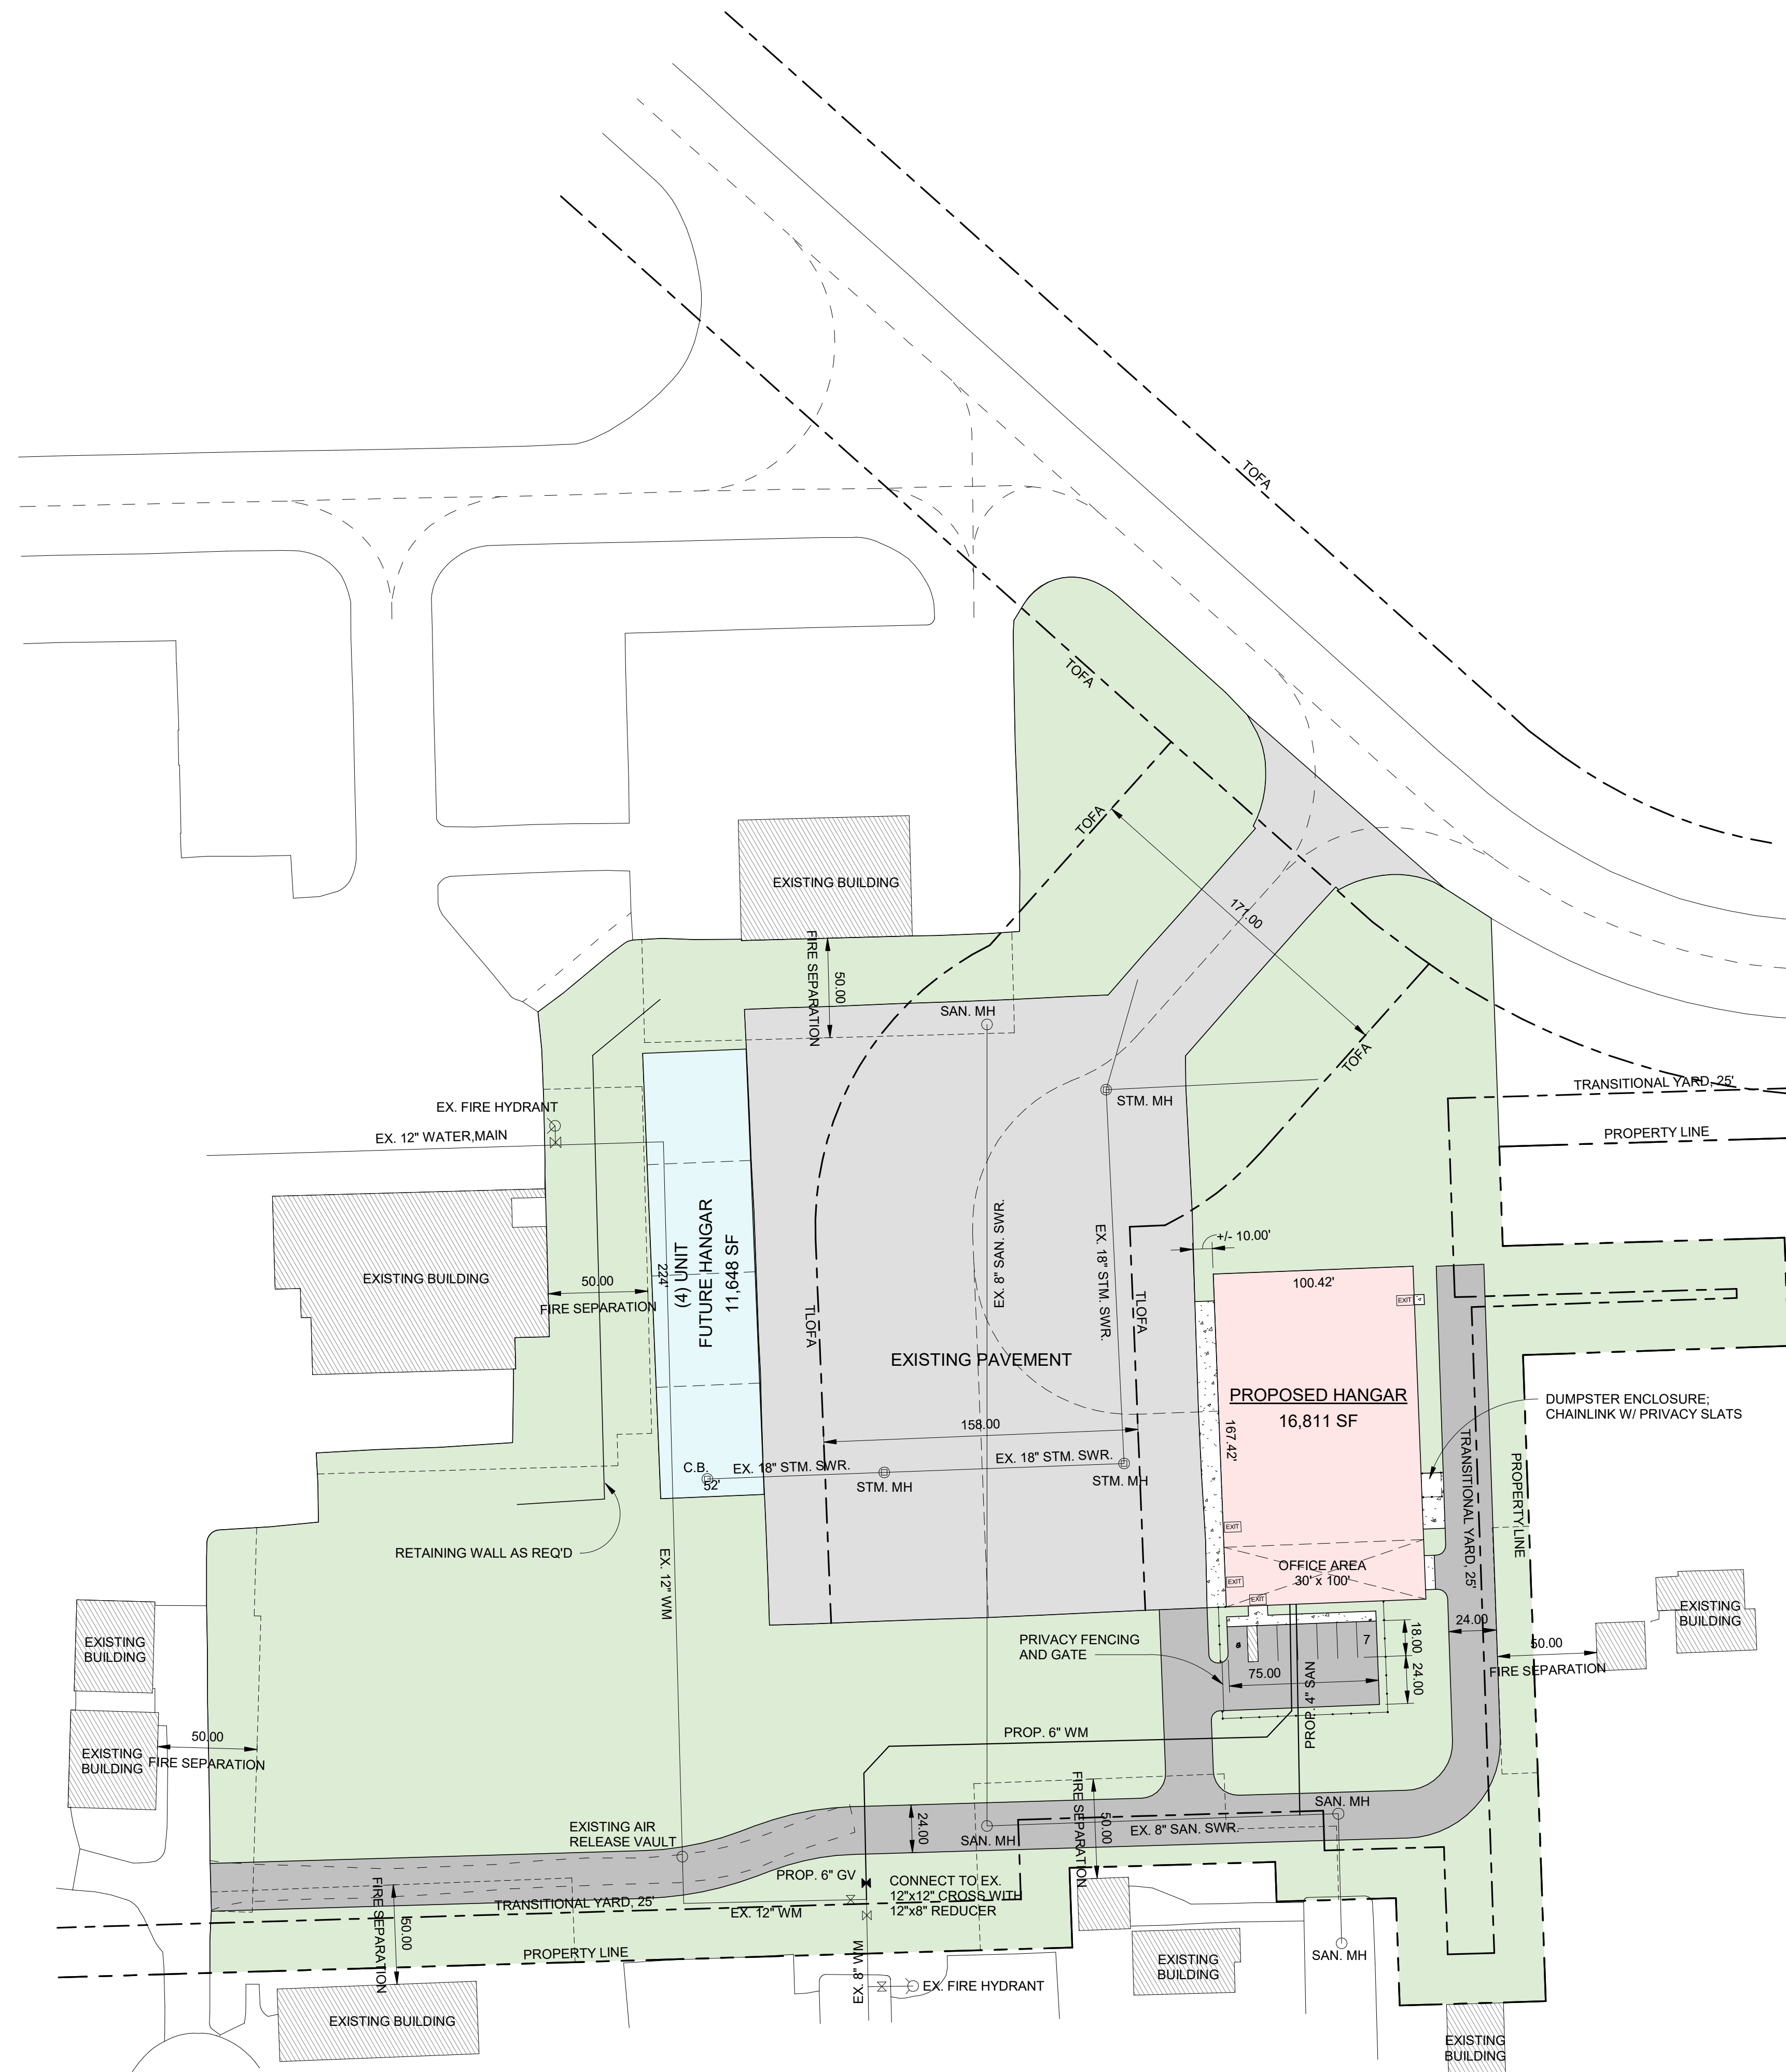 TOFA
TOFA
TOFA
171.00
TOFA
EXISTING BUILDING
FIRE SEPARATION
50.00
SAN. MH
STM. MH
TRANSITIONAL YARD, 25'
PROPERTY LINE
EX. FIRE HYDRANT
EX. 12" WATER,MAIN
EXISTING BUILDING
50.00
FIRE SEPARATION
224'
(4) UNIT
FUTURE HANGAR
11,648 SF
TLOFA
EX. 8" SAN. SWR.
EX. 18" STM. SWR.
TLOFA
+/- 10.00'
100.42'
EXIT
EXISTING PAVEMENT
PROPOSED HANGAR
16,811 SF
167.42'
DUMPSTER ENCLOSURE;
CHAINLINK W/ PRIVACY SLATS
158.00
C.B.
52'
EX. 18" STM. SWR.
STM. MH
EX. 18" STM. SWR.
STM. MH
TRANSITIONAL YARD, 25'
PROPERTY LINE
RETAINING WALL AS REQ'D
EX. 12" WM
EXIT
OFFICE AREA
30' x 100'
EXIT
EXIT
EXISTING
BUILDING
EXISTING
BUILDING
50.00
FIRE SEPARATION
PRIVACY FENCING
AND GATE
7
75.00
18.00
24.00
24.00
50.00
FIRE SEPARATION
EXISTING
BUILDING
PROP. 4" SAN
PROP. 6" WM
EXISTING AIR
RELEASE VAULT
24.00
SAN. MH
FIRE SEPARATION
50.00
EX. 8" SAN. SWR.
SAN. MH
PROP. 6" GV
CONNECT TO EX.
12"x12" CROSS WITH
12"x8" REDUCER
TRANSITIONAL YARD, 25'
EX. 12" WM
FIRE SEPARATION
50.00
PROPERTY LINE
EX. 8" WM
EX. FIRE HYDRANT
EXISTING
BUILDING
SAN. MH
EXISTING BUILDING
EXISTING
BUILDING